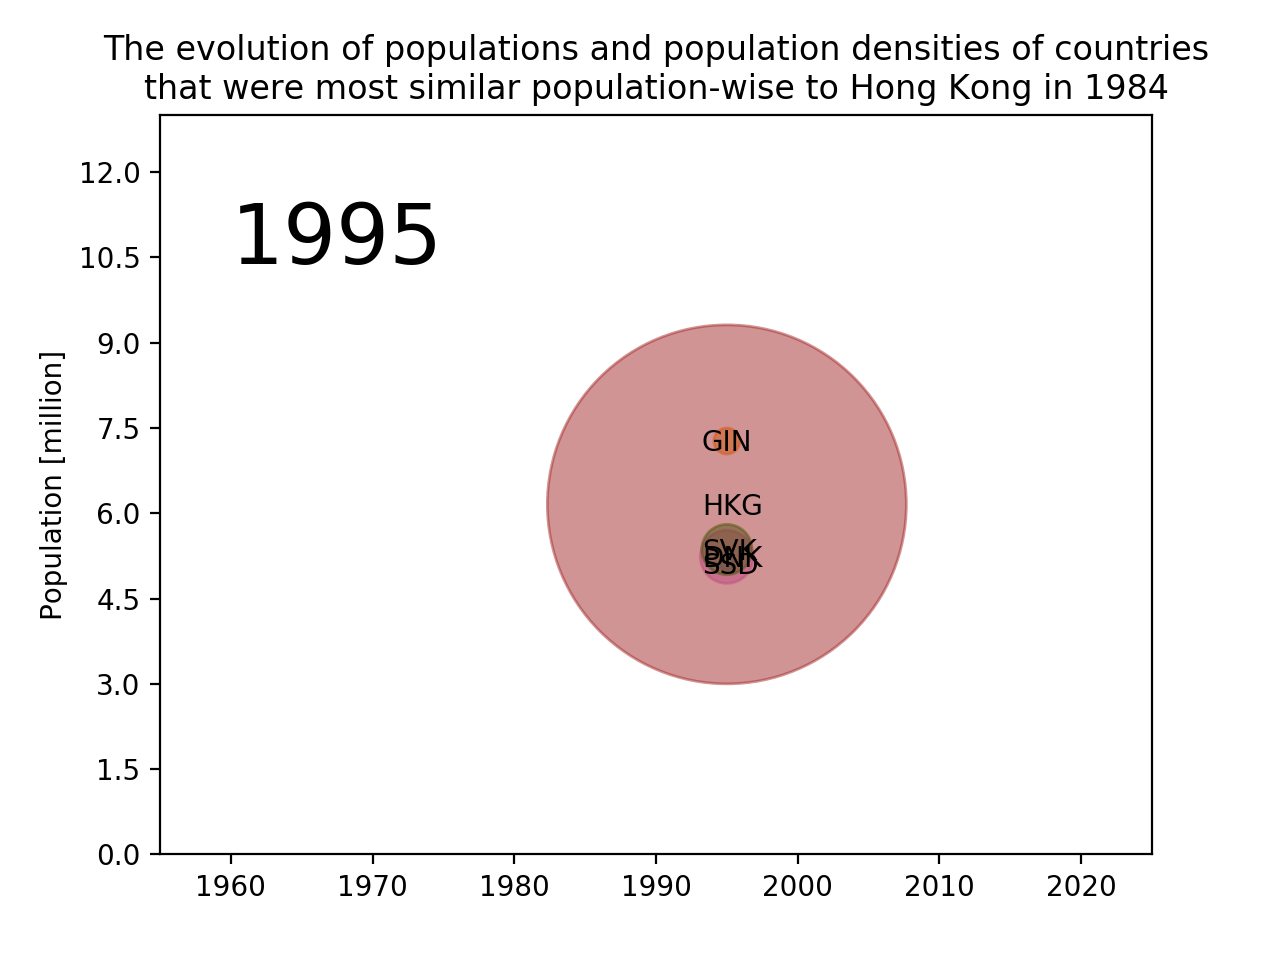 The evolution of populations and population densities of countries
that were most similar population-wise to Hong Kong in 1984
12.0
1995
10.5
9.0
Population [million]
7.5
GIN
6.0
HKG
SVK
DNK
SSD
4.5
3.0
1.5
0.0
1960 1970 1980 1990 2000 2010 2020